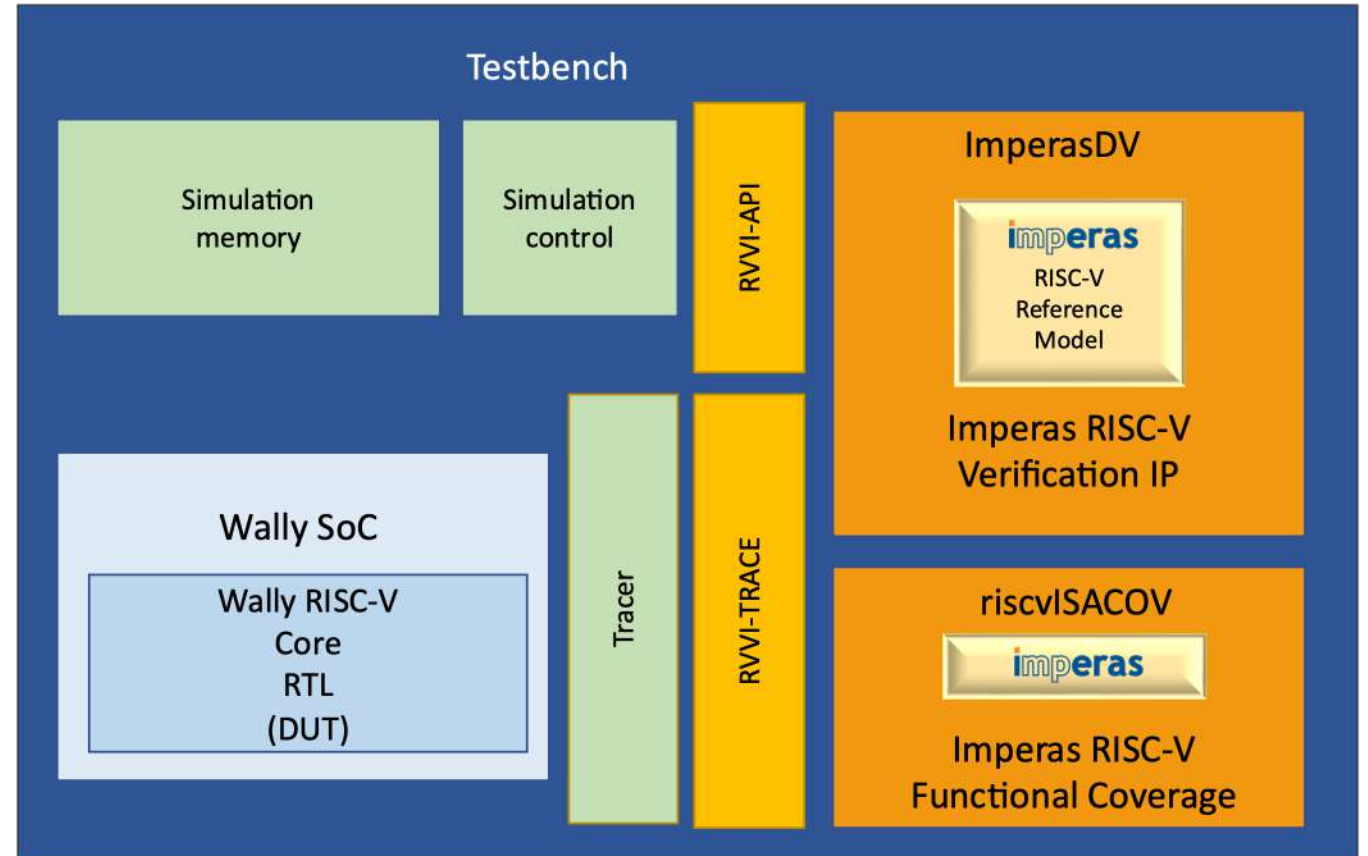 Testbench
Simulation
memory
Simulation
control
RVVI-API
ImperasDV
imperas
RISC-V
Reference
Model
Imperas RISC-V
Verification IP
Wally SoC
Wally RISC-V
Core
RTL
(DUT)
Tracer
RVVI-TRACE
riscvISACOV
imperas
Imperas RISC-V
Functional Coverage